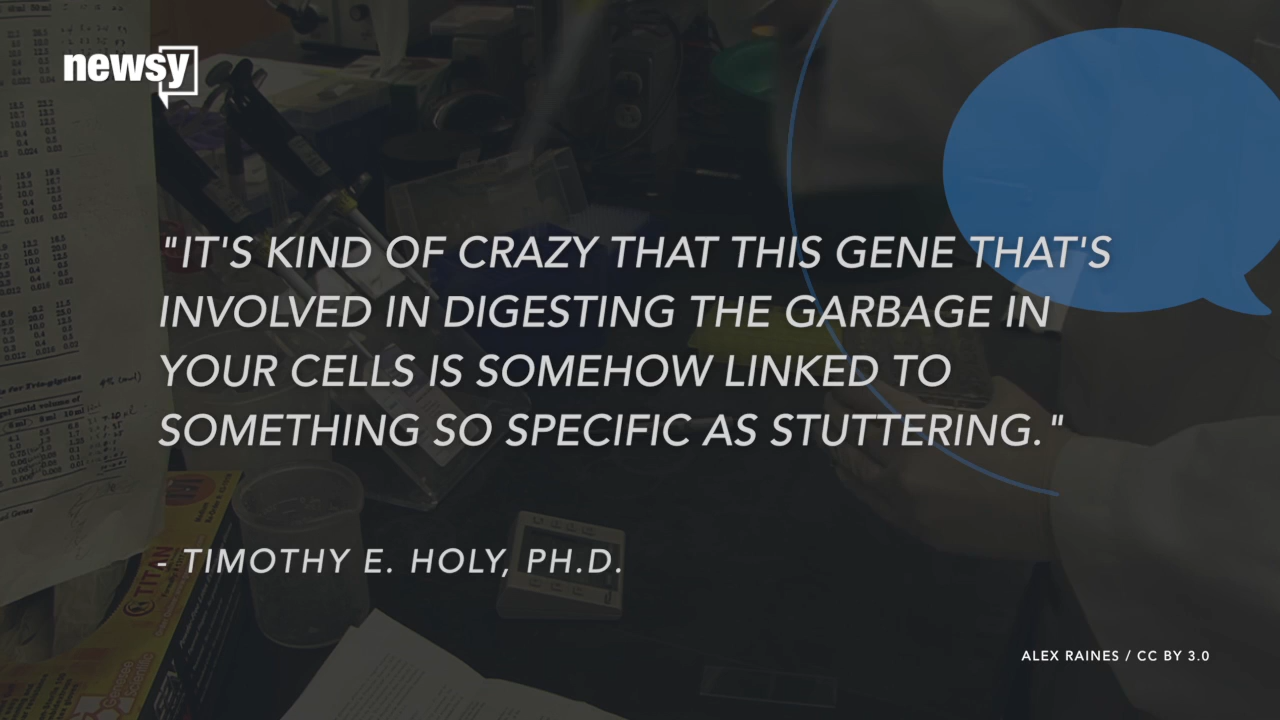 newsy
"IT'S KIND OF CRAZY THAT THIS GENE THAT'S
INVOLVED IN DIGESTING THE GARBAGE IN
YOUR CELLS IS SOMEHOW LINKED TO
SOMETHING SO SPECIFIC AS STUTTERING."
- TIMOTHY E. HOLY, PH.D.
TITAN
ALEX RAINES / CC BY 3.0